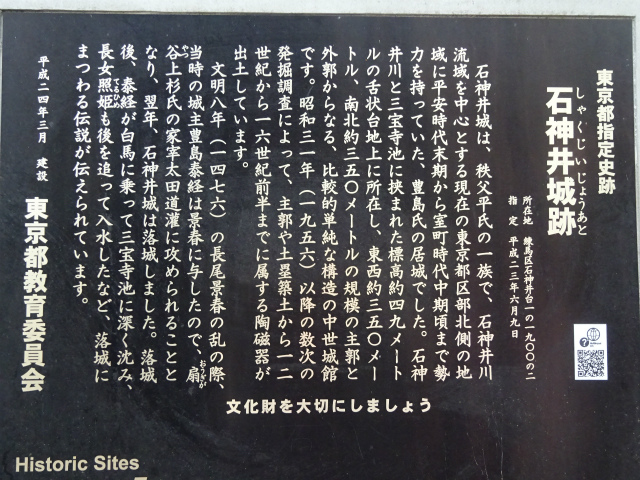 東京都指定史跡
しゃくじいじょうあと
石神井城跡
所在地 練馬区石神井台一の一九〇〇の二
指定 平成二三年六月九日
石神井城は、秩父平氏の一族で、石神井川
流域を中心とする現在の東京都区部北側の地
域に平安時代末期から室町時代中期頃まで勢
力を持っていた、豊島氏の居城でした。石神
井川と三宝寺池に挟まれた標高約四九メート
ルの舌状台地上に所在し、東西約三五〇メー
トル、南北約三五〇メートルの規模の主郭と
外郭からなる、比較的単純な構造の中世城館
です。昭和三一年（一九五六）以降の数次の
発掘調査によって、主郭や土塁築土から一二
世紀から一六世紀前半までに属する陶磁器が
出土しています。
文明八年（一四七六）の長尾景春の乱の際、
当時の城主豊島泰経は景春に与したので、扇
おうぎが
やつ
谷上杉氏の家宰太田道灌に攻められることと
なり、翌年、石神井城は落城しました。落城
後、泰経が白馬に乗って三宝寺池に深く沈み、
てるひめ
長女照姫も後を追って入水したなど、落城に
まつわる伝説が伝えられています。
平成二四年三月 建設
東京都教育委員会
文化財を大切にしましょう
Historic Sites